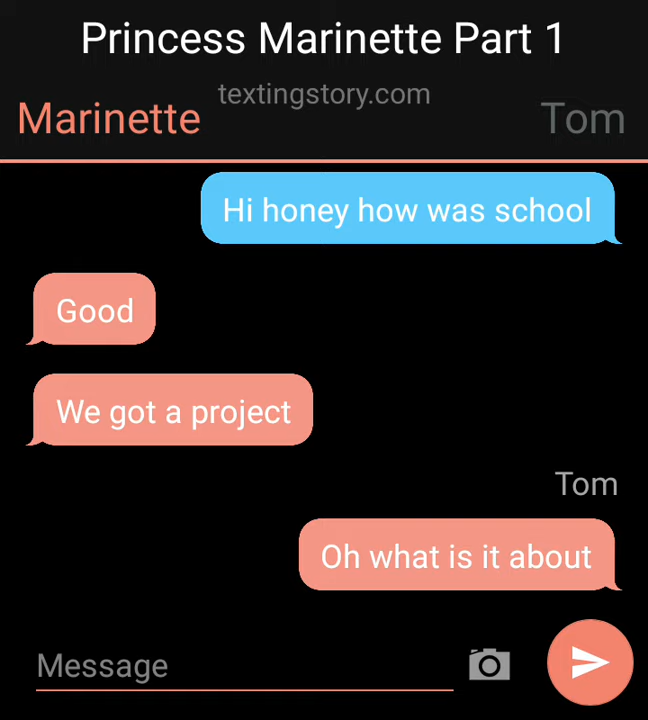 Princess Marinette Part 1
textingstory.com
Marinette
Tom
Hi honey how was school
Good
We got a project
Tom
Oh what is it about
Message